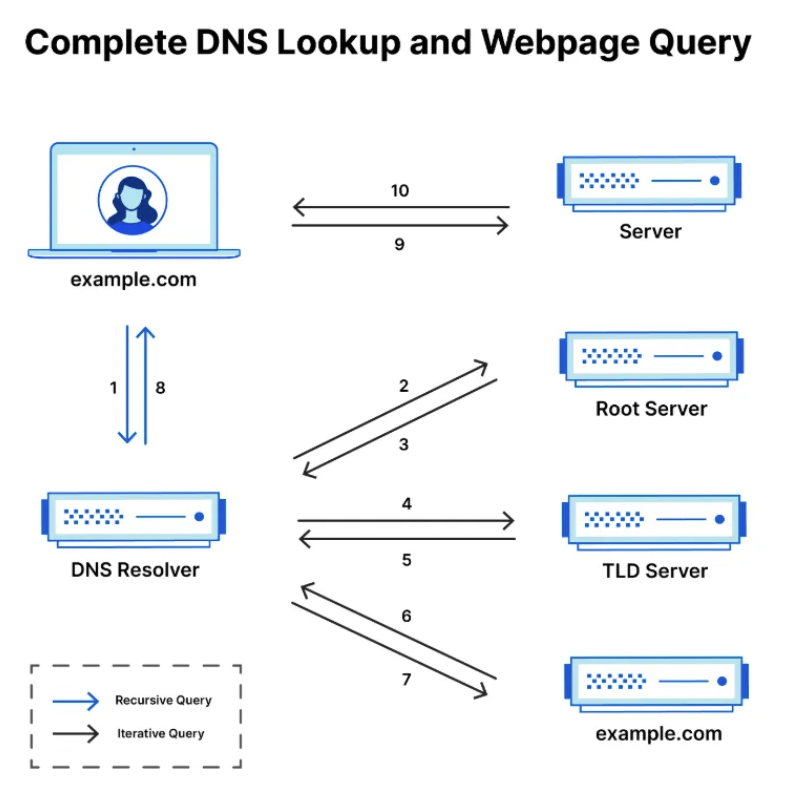 Complete DNS Lookup and Webpage Query
10
9
Server
example.com
1
8
2
3
Root Server
4
5
DNS Resolver
TLD Server
6
7
Recursive Query
Iterative Query
example.com